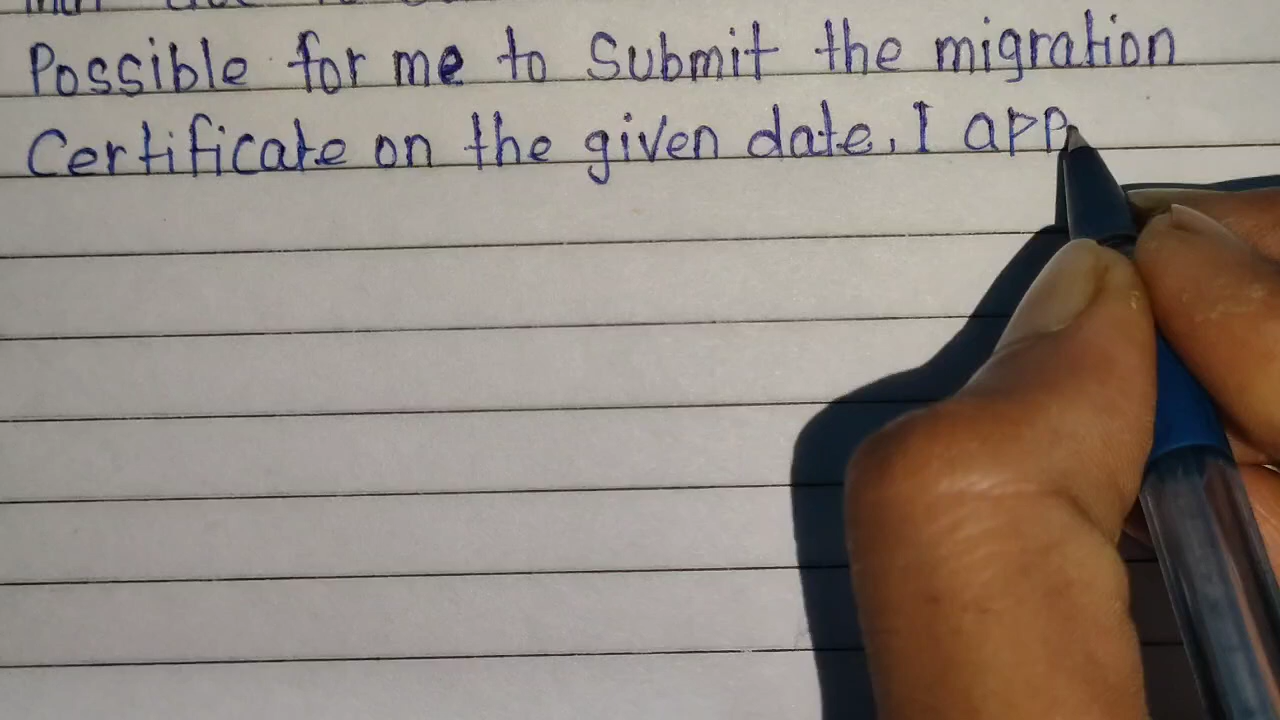 Possible for me to Submit the migration
Certificate on the given date. I app